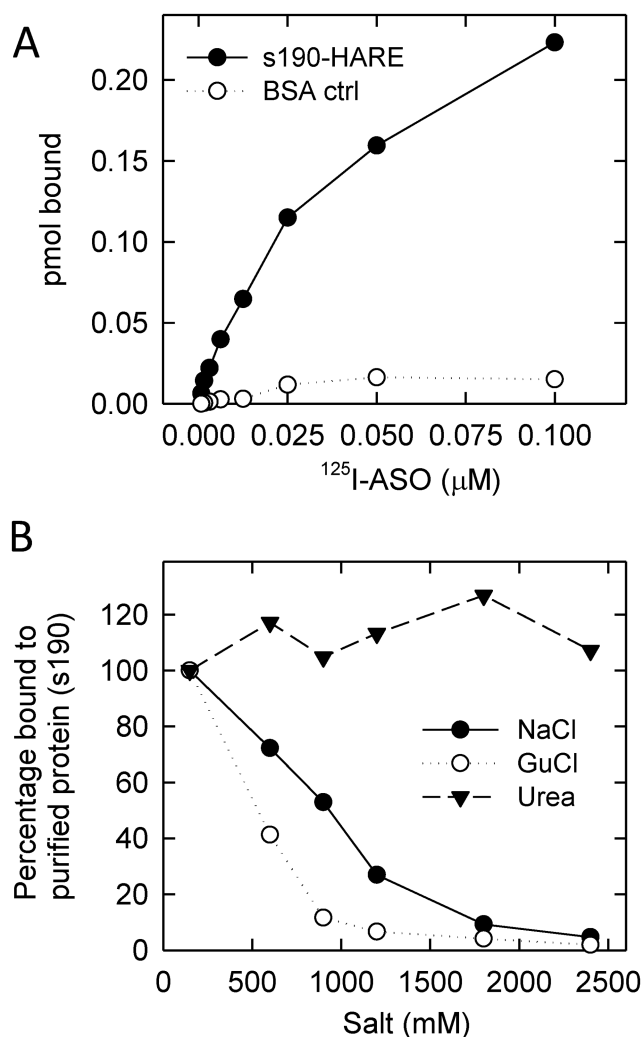 A
s190-HARE
BSA ctrl
pmol bound
0.20
0.15
0.10
0.05
0.00
0.000 0.025 0.050 0.075 0.100
¹²⁵I-ASO (μM)
B
Percentage bound to
purified protein (s190)
120
100
80
60
40
20
0
NaCl
GuCl
Urea
0 500 1000 1500 2000 2500
Salt (mM)